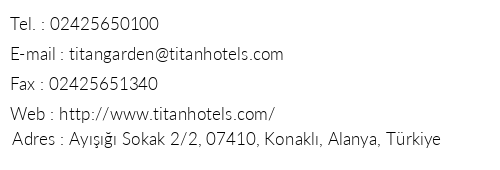 Tel. : 02425650100
E-mail : titangarden@titanhotels.com
Fax : 02425651340
Web : http://www.titanhotels.com/
Adres : Ayışığı Sokak 2/2, 07410, Konaklı, Alanya, Türkiye